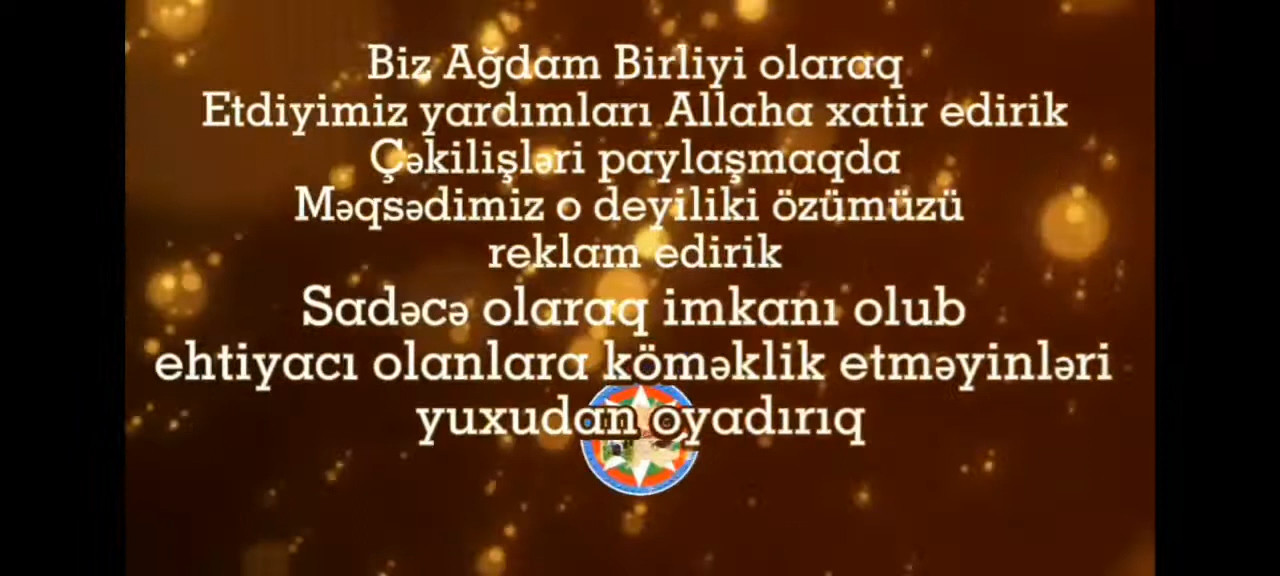 Biz Ağdam Birliyi olaraq
Etdiyimiz yardımları Allaha xatir edirik
Çəkilişləri paylaşmaqda
Məqsədimiz o deyiliki özümüzü
reklam edirik
Sadəcə olaraq imkanı olub
ehtiyacı olanlara köməklik etməyinləri
yuxudan oyadırıq